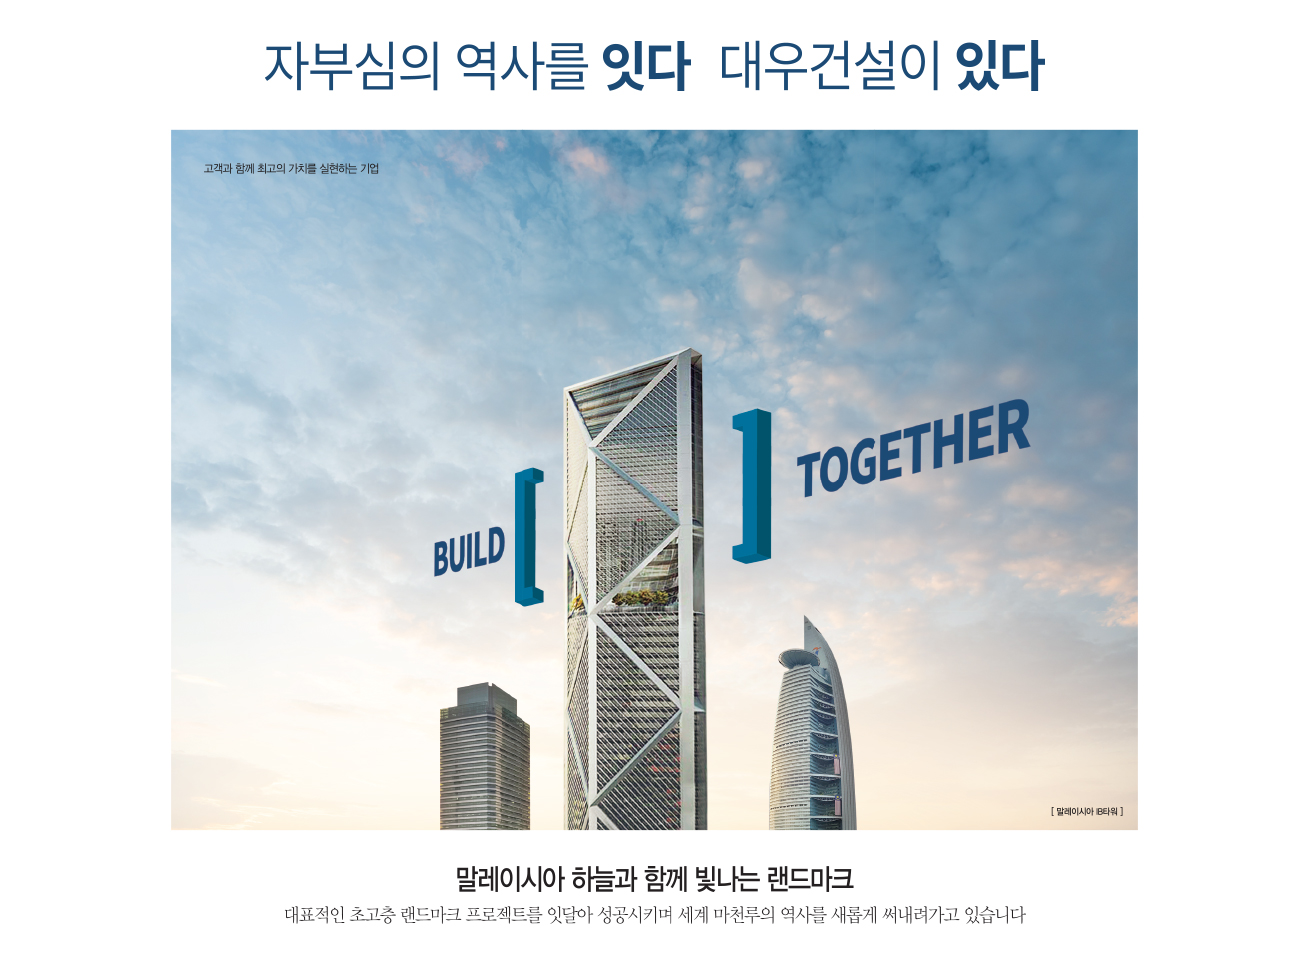 자부심의 역사를 잇다 대우건설이 있다
고객과 함께 최고의 가치를 실현하는 기업
BUILD [ ] TOGETHER
[ 말레이시아 IB타워 ]
말레이시아 하늘과 함께 빛나는 랜드마크
대표적인 초고층 랜드마크 프로젝트를 잇달아 성공시키며 세계 마천루의 역사를 새롭게 써내려가고 있습니다